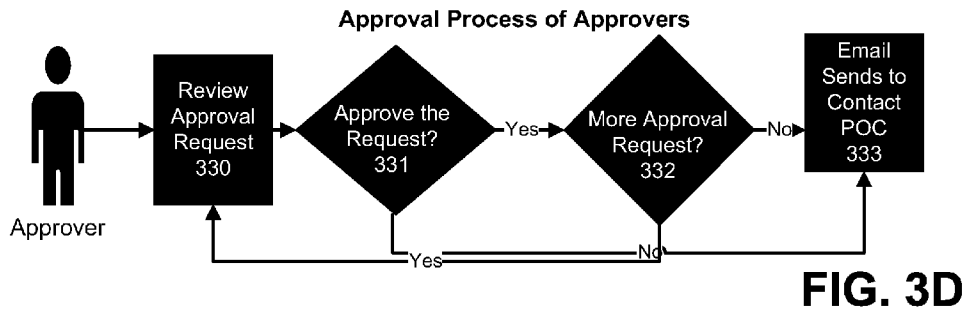 Approval Process of Approvers
Approver
Review
Approval
Request
330
Approve the
Request?
331
Yes
More Approval
Request?
332
No
Email
Sends to
Contact
POC
333
No
Yes
FIG. 3D